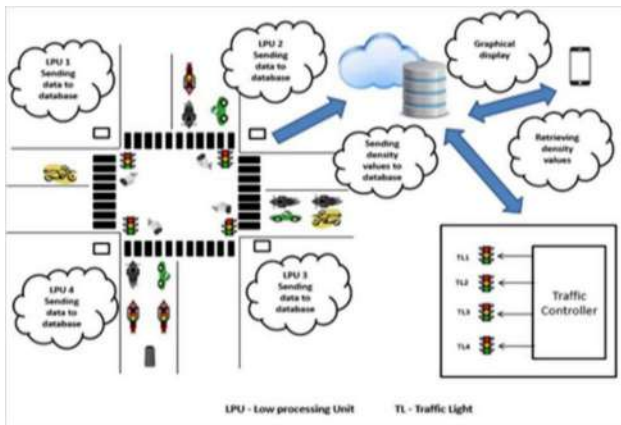 LPU 1
Sending
data to
database
LPU 2
Sending
data to
database
Graphical
display
Sending
density
values to
database
Retrieving
density
values
LPU 4
Sending
data to
database
LPU 3
Sending
data to
database
TL1
TL2
TL3
TL4
Traffic
Controller
LPU - Low processing Unit
TL - Traffic Light